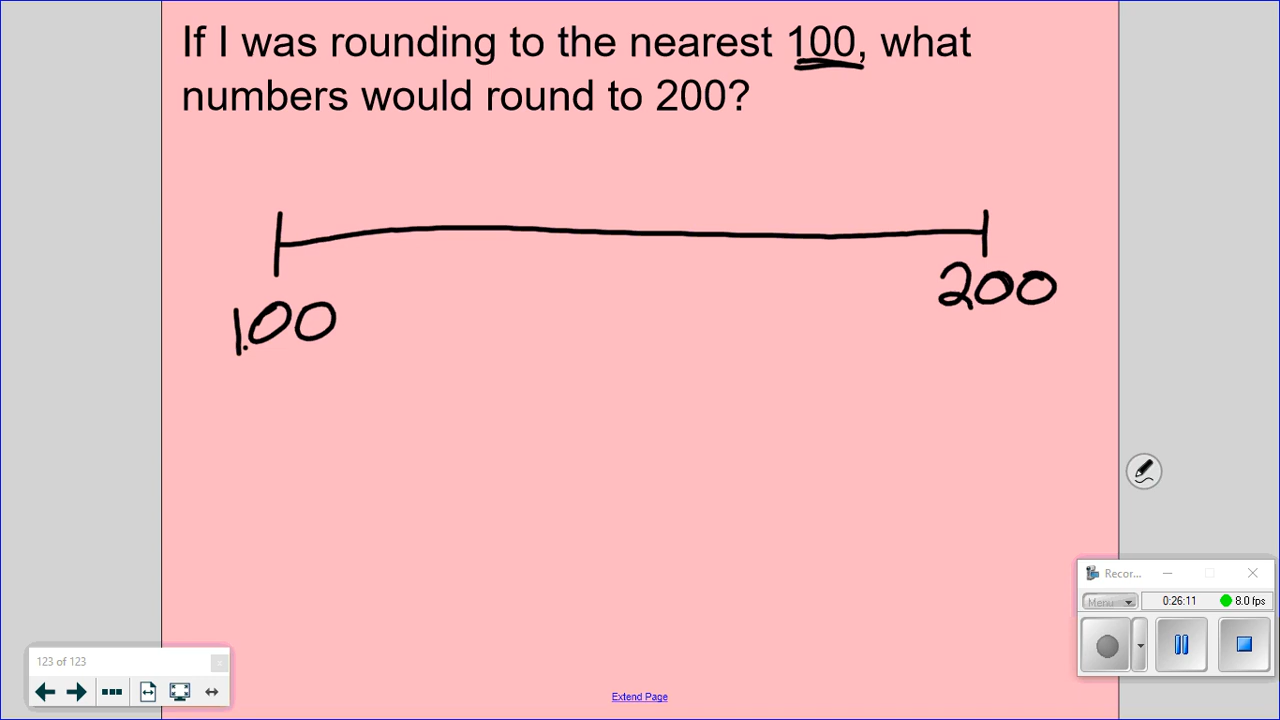 If I was rounding to the nearest 100, what
numbers would round to 200?
100
200
Recor...
Menu
0:26:11
8.0 fps
123 of 123
Extend Page